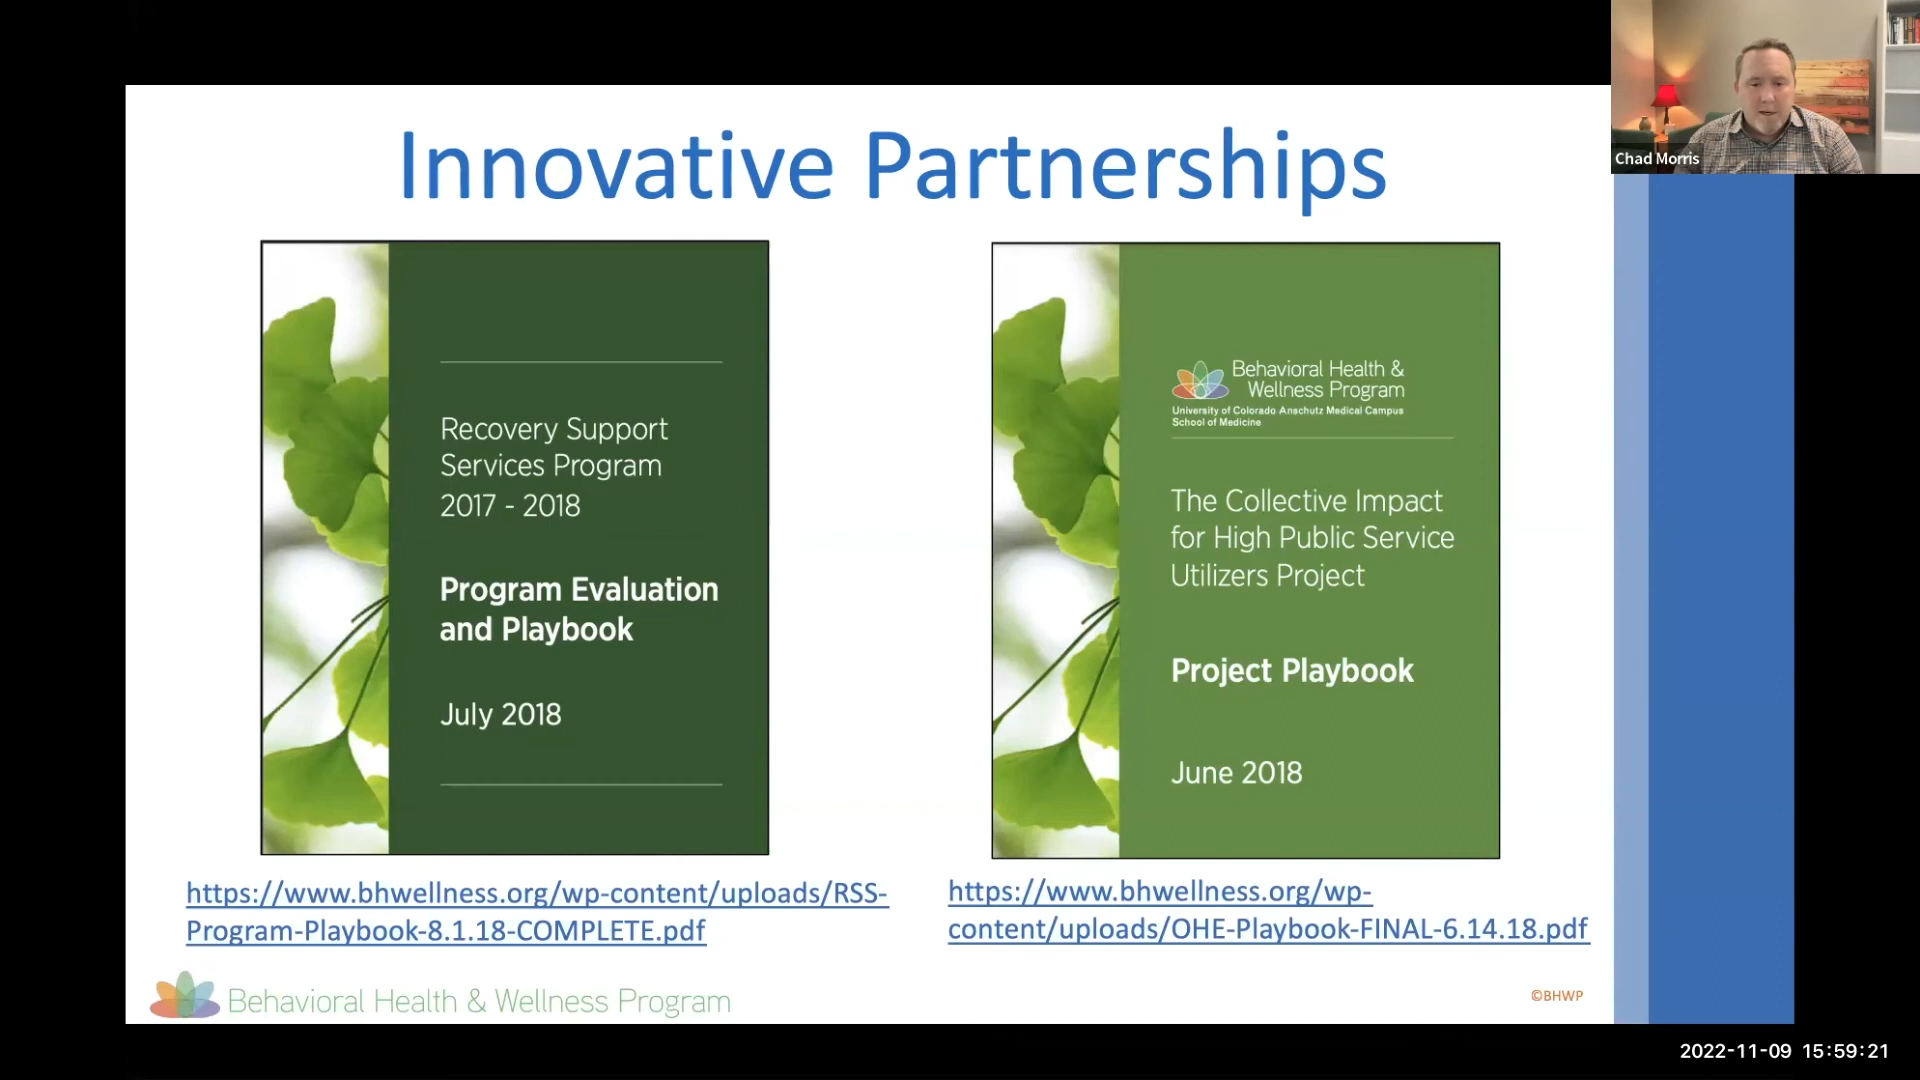 Innovative Partnerships
Chad Morris
Recovery Support
Services Program
2017 - 2018
Program Evaluation
and Playbook
July 2018
Behavioral Health &
Wellness Program
University of Colorado Anschutz Medical Campus
School of Medicine
The Collective Impact
for High Public Service
Utilizers Project
Project Playbook
June 2018
https://www.bhwellness.org/wp-content/uploads/RSS-
Program-Playbook-8.1.18-COMPLETE.pdf
https://www.bhwellness.org/wp-
content/uploads/OHE-Playbook-FINAL-6.14.18.pdf
Behavioral Health & Wellness Program
©BHWP
2022-11-09 15:59:21